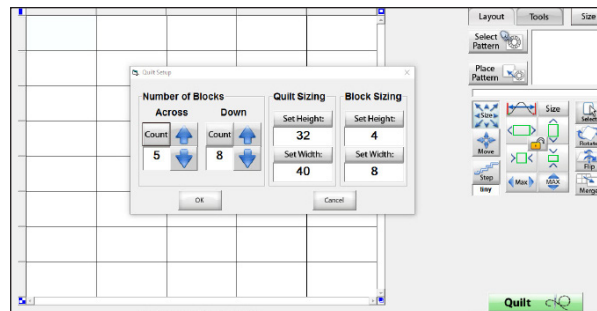 Layout
Tools
Size
Select
Pattern
Place
Pattern
Quilt Setup
Number of Blocks
Across
Down
Count
Count
5
8
Quilt Sizing
Set Height:
32
Set Width:
40
Block Sizing
Set Height:
4
Set Width:
8
OK
Cancel
Size
Size
Select
Move
Rotate
Flip
Step
tiny
Max
MAX
Merge
Quilt